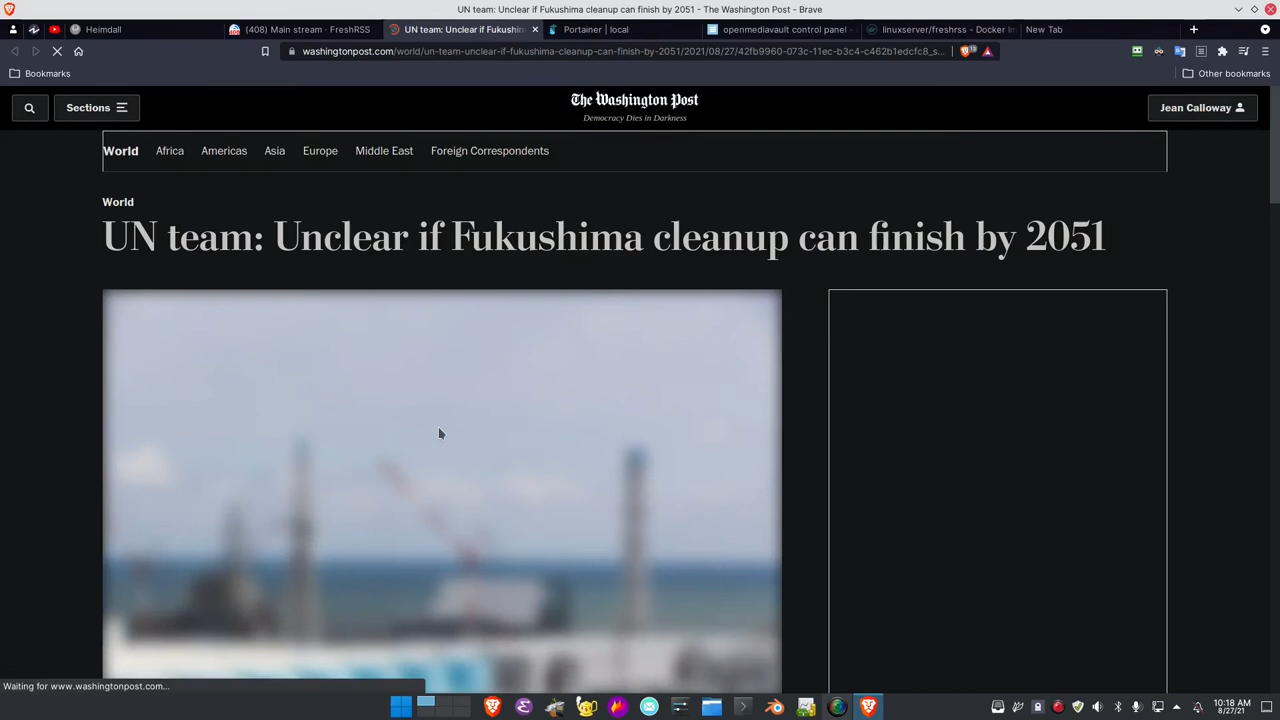 UN team: Unclear if Fukushima cleanup can finish by 2051 - The Washington Post - Brave
Heimdall
(408) Main stream · FreshRSS
UN team: Unclear if Fukushim
Portainer | local
openmediavault control panel -
linuxserver/freshrss - Docker Im
New Tab
washingtonpost.com/world/un-team-unclear-if-fukushima-cleanup-can-finish-by-2051/2021/08/27/42fb9960-073c-11ec-b3c4-c462b1edcfc8_s...
13
Bookmarks
Other bookmarks
Sections
The Washington Post
Democracy Dies in Darkness
Jean Calloway
World Africa Americas Asia Europe Middle East Foreign Correspondents
World
UN team: Unclear if Fukushima cleanup can finish by 2051
Waiting for www.washingtonpost.com...
10:18 AM
8/27/21